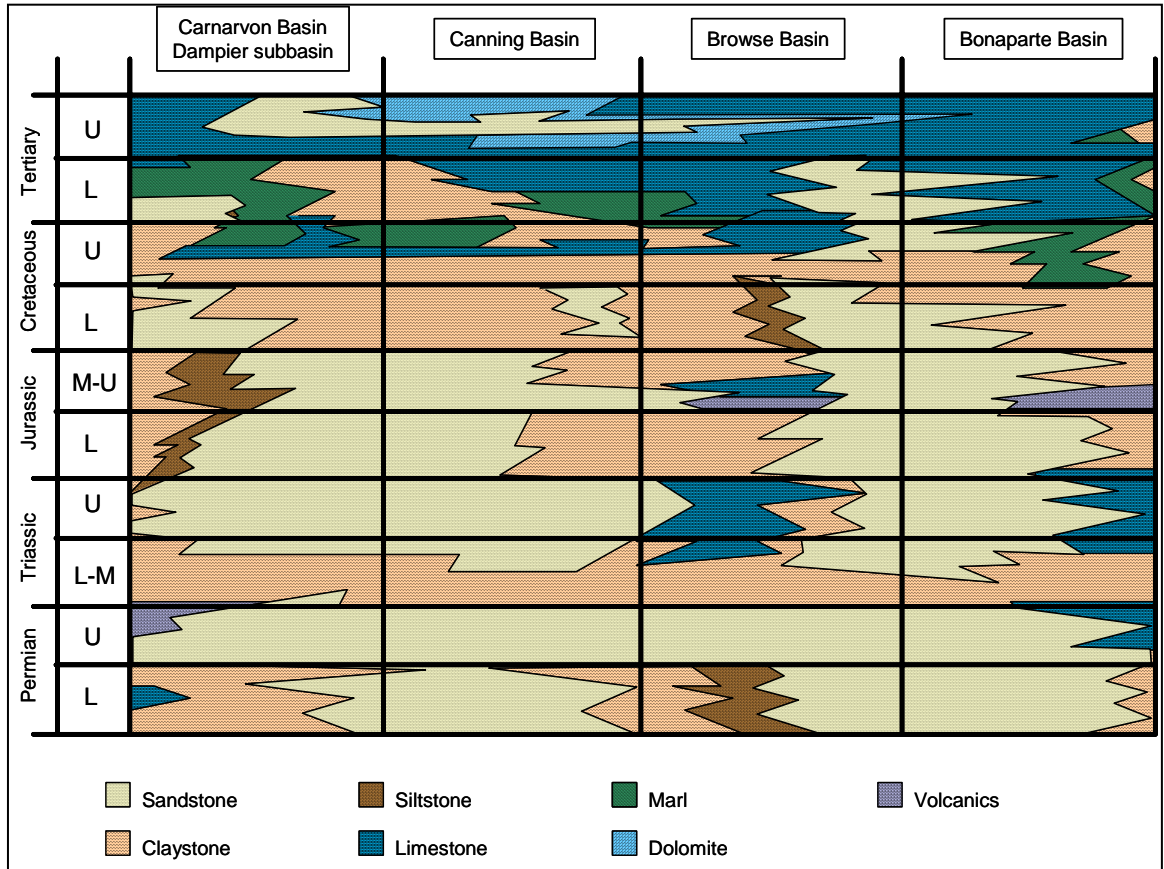 Carnarvon Basin
Dampier subbasin
Canning Basin
Browse Basin
Bonaparte Basin
Tertiary
U
L
Cretaceous
U
L
Jurassic
M-U
L
Triassic
U
L-M
Permian
U
L
Sandstone
Siltstone
Marl
Volcanics
Claystone
Limestone
Dolomite